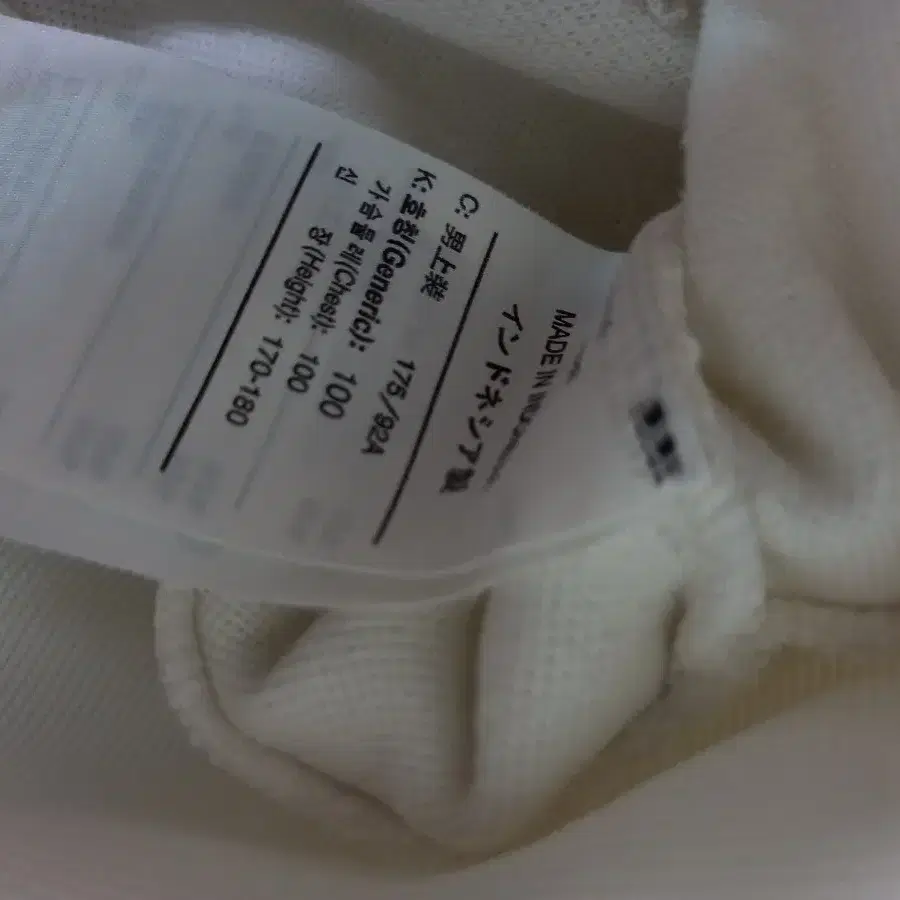 MADE IN
インドネシア製
C: 男上装 175/92A
K: 호칭(Generic): 100
가슴둘레(Chest): 100
신 장(Height): 170-180